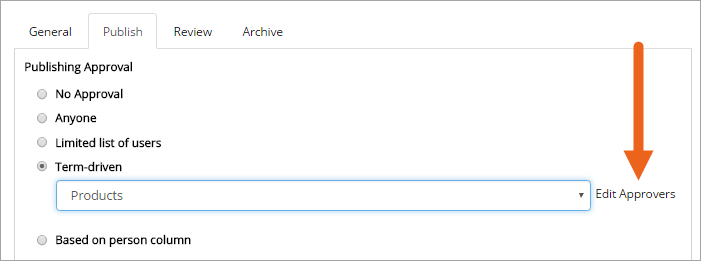 General Publish Review Archive
Publishing Approval
No Approval
Anyone
Limited list of users
Term-driven
Products Edit Approvers
Based on person column